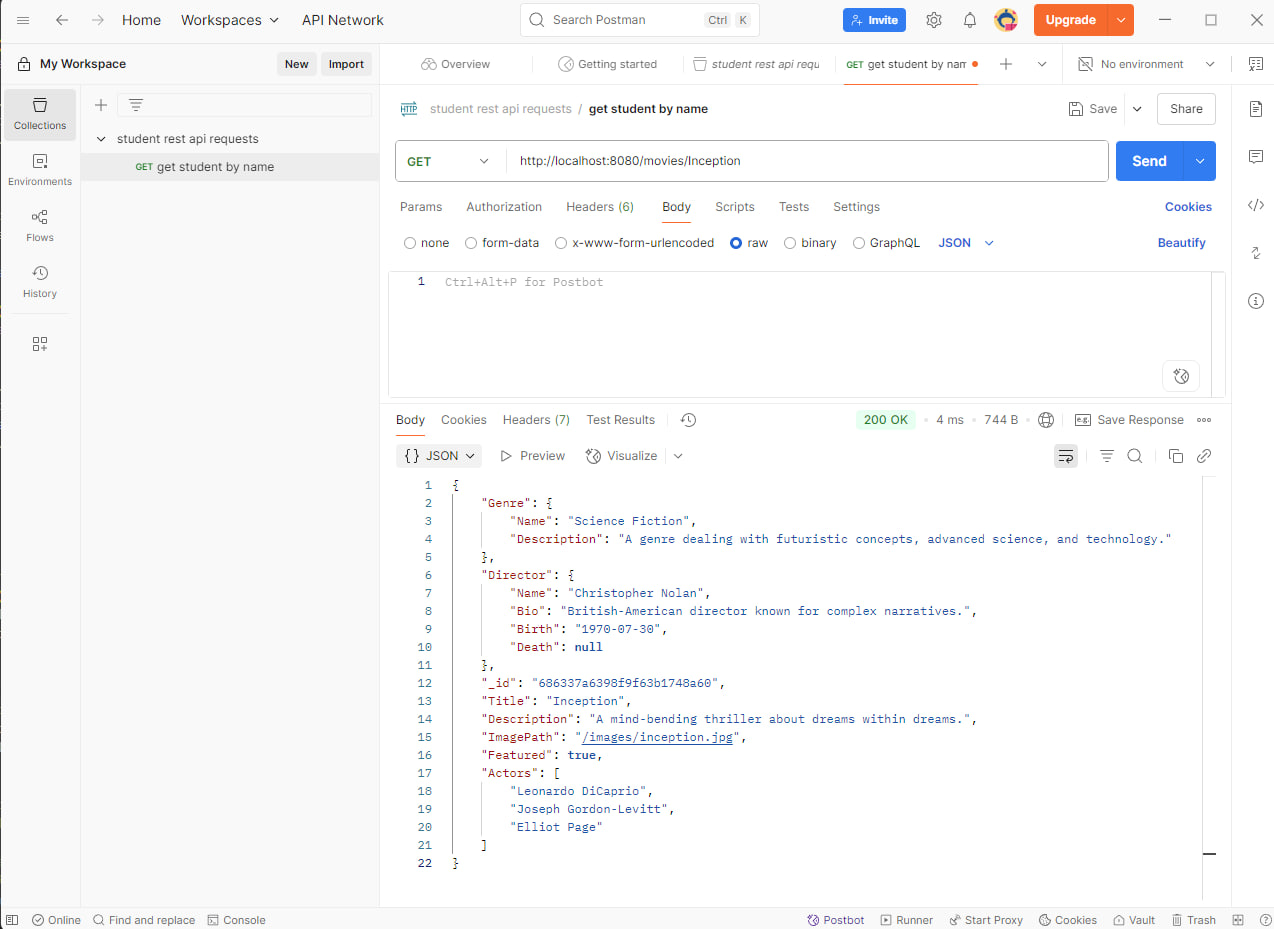 Home Workspaces API Network Search Postman Ctrl K Invite Upgrade
My Workspace New Import Overview Getting started student rest api requ GET get student by nam No environment
Collections
Environments
Flows
History
student rest api requests
GET get student by name
HTTP student rest api requests / get student by name Save Share
GET http://localhost:8080/movies/Inception Send
Params Authorization Headers (6) Body Scripts Tests Settings Cookies
none form-data x-www-form-urlencoded raw binary GraphQL JSON Beautify
1 Ctrl+Alt+P for Postbot
Body Cookies Headers (7) Test Results 200 OK • 4 ms • 744 B • e.g. Save Response
{} JSON Preview Visualize
1 {
2 "Genre": {
3 "Name": "Science Fiction",
4 "Description": "A genre dealing with futuristic concepts, advanced science, and technology."
5 },
6 "Director": {
7 "Name": "Christopher Nolan",
8 "Bio": "British-American director known for complex narratives.",
9 "Birth": "1970-07-30",
10 "Death": null
11 },
12 "_id": "686337a6398f9f63b1748a60",
13 "Title": "Inception",
14 "Description": "A mind-bending thriller about dreams within dreams.",
15 "ImagePath": "/images/inception.jpg",
16 "Featured": true,
17 "Actors": [
18 "Leonardo DiCaprio",
19 "Joseph Gordon-Levitt",
20 "Elliot Page"
21 ]
22 }
Online Find and replace Console Postbot Runner Start Proxy Cookies Vault Trash